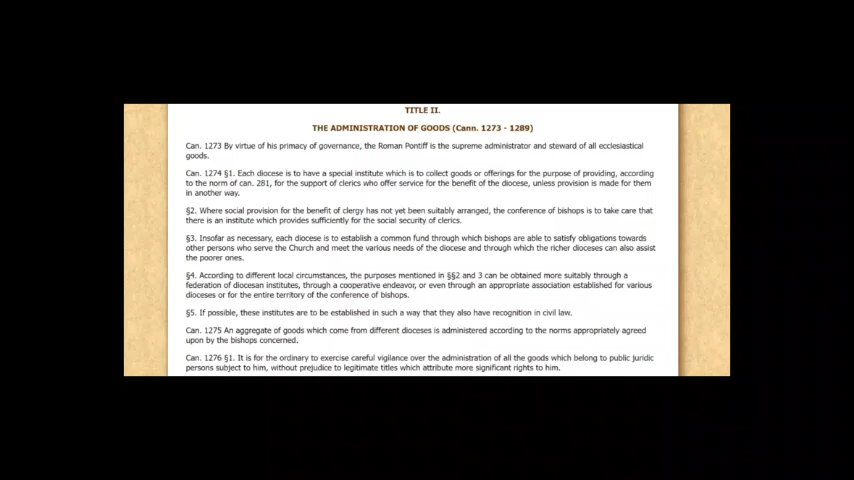 TITLE II.
THE ADMINISTRATION OF GOODS (Cann. 1273 - 1289)
Can. 1273 By virtue of his primacy of governance, the Roman Pontiff is the supreme administrator and steward of all ecclesiastical
goods.
Can. 1274 §1. Each diocese is to have a special institute which is to collect goods or offerings for the purpose of providing, according
to the norm of can. 281, for the support of clerics who offer service for the benefit of the diocese, unless provision is made for them
in another way.
§2. Where social provision for the benefit of clergy has not yet been suitably arranged, the conference of bishops is to take care that
there is an institute which provides sufficiently for the social security of clerics.
§3. Insofar as necessary, each diocese is to establish a common fund through which bishops are able to satisfy obligations towards
other persons who serve the Church and meet the various needs of the diocese and through which the richer dioceses can also assist
the poorer ones.
§4. According to different local circumstances, the purposes mentioned in §§2 and 3 can be obtained more suitably through a
federation of diocesan institutes, through a cooperative endeavor, or even through an appropriate association established for various
dioceses or for the entire territory of the conference of bishops.
§5. If possible, these institutes are to be established in such a way that they also have recognition in civil law.
Can. 1275 An aggregate of goods which come from different dioceses is administered according to the norms appropriately agreed
upon by the bishops concerned.
Can. 1276 §1. It is for the ordinary to exercise careful vigilance over the administration of all the goods which belong to public juridic
persons subject to him, without prejudice to legitimate titles which attribute more significant rights to him.